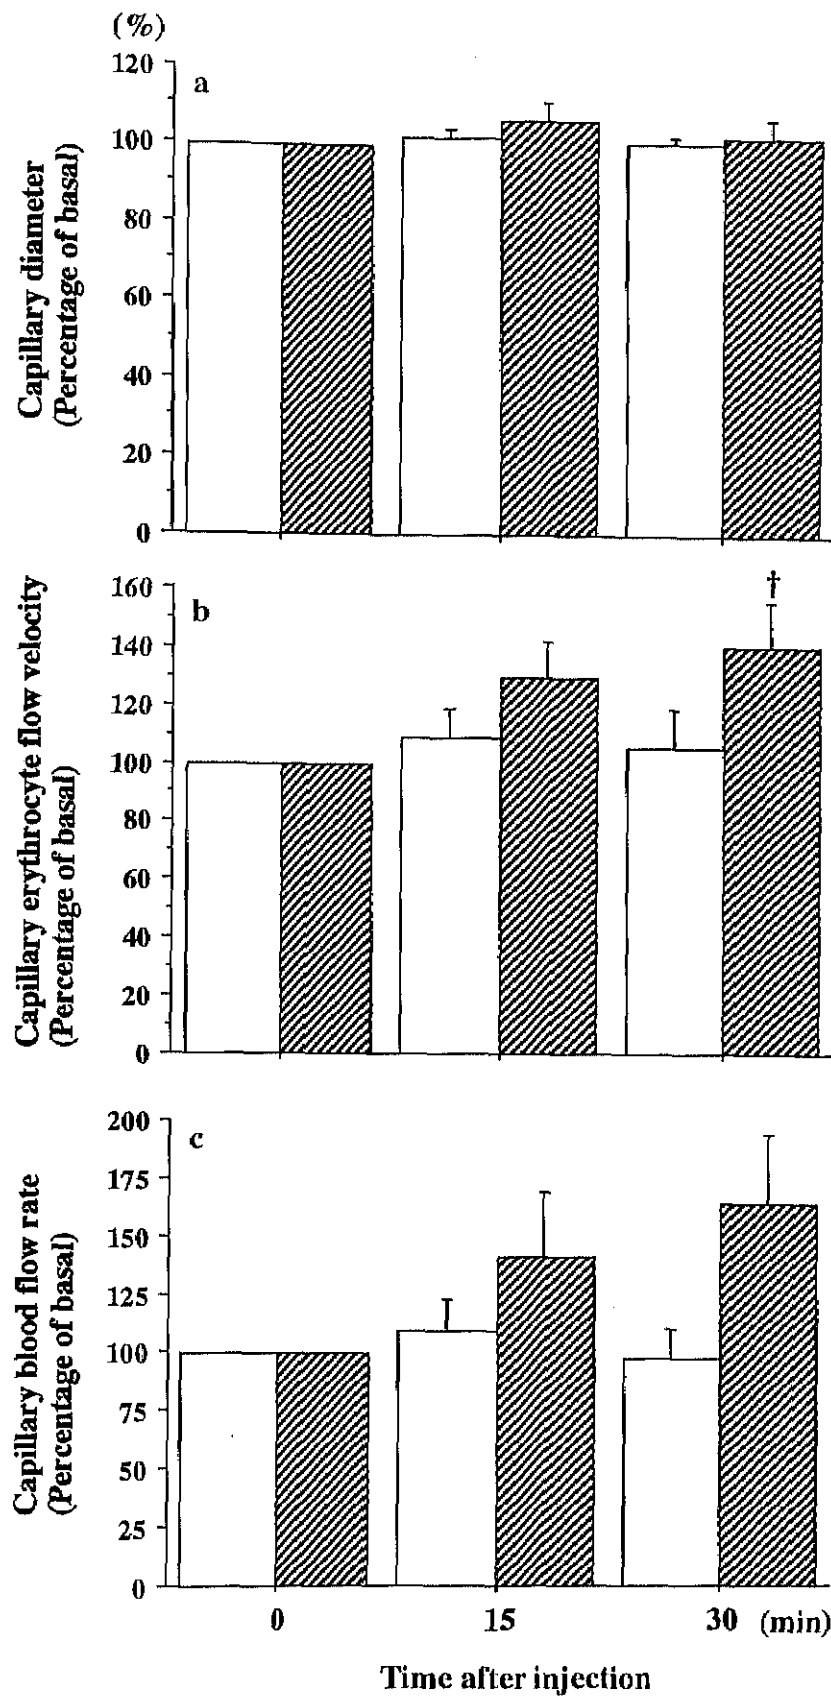 (%)
a
120
100
80
60
40
20
0
Capillary diameter
(Percentage of basal)
b
†
160
140
120
100
80
60
40
20
0
Capillary erythrocyte flow velocity
(Percentage of basal)
c
200
175
150
125
100
75
50
25
0
Capillary blood flow rate
(Percentage of basal)
0 15 30 (min)
Time after injection